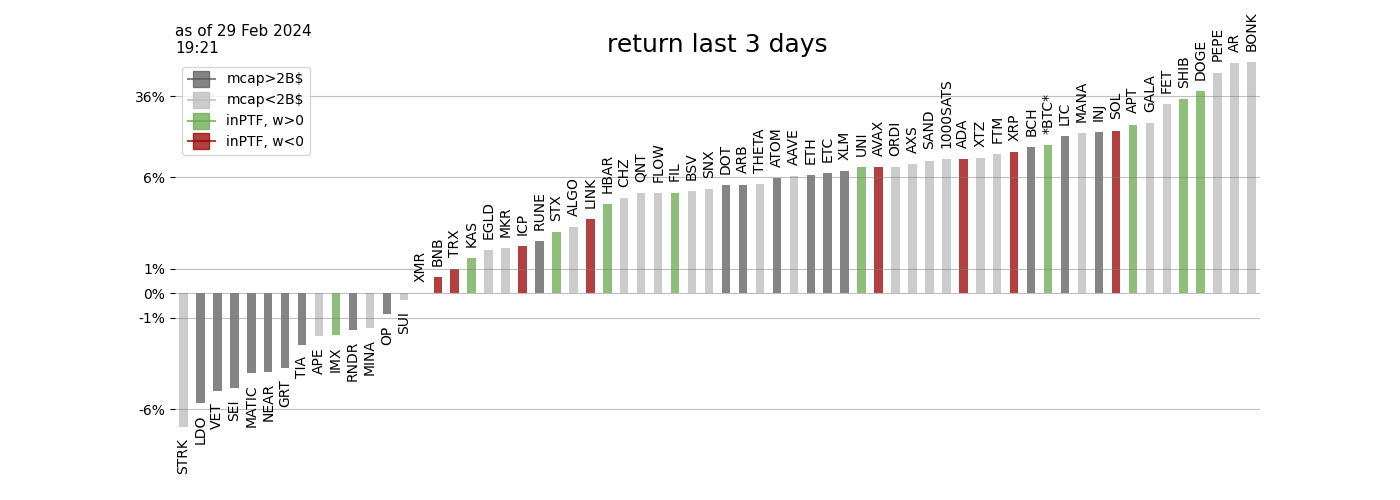 as of 29 Feb 2024
19:21
return last 3 days
mcap>2B$
mcap<2B$
inPTF, w>0
inPTF, w<0
36%
6%
1%
0%
-1%
-6%
STRK
LDO
VET
SEI
MATIC
NEAR
GRT
TIA
APE
IMX
RNDR
MINA
OP
SUI
XMR
BNB
TRX
KAS
EGLD
MKR
ICP
RUNE
STX
ALGO
LINK
HBAR
CHZ
QNT
FLOW
FIL
BSV
SNX
DOT
ARB
THETA
ATOM
AAVE
ETH
ETC
XLM
UNI
AVAX
ORDI
AXS
SAND
1000SATS
ADA
XTZ
FTM
XRP
BCH
*BTC*
LTC
MANA
INJ
SOL
APT
GALA
FET
SHIB
DOGE
PEPE
AR
BONK